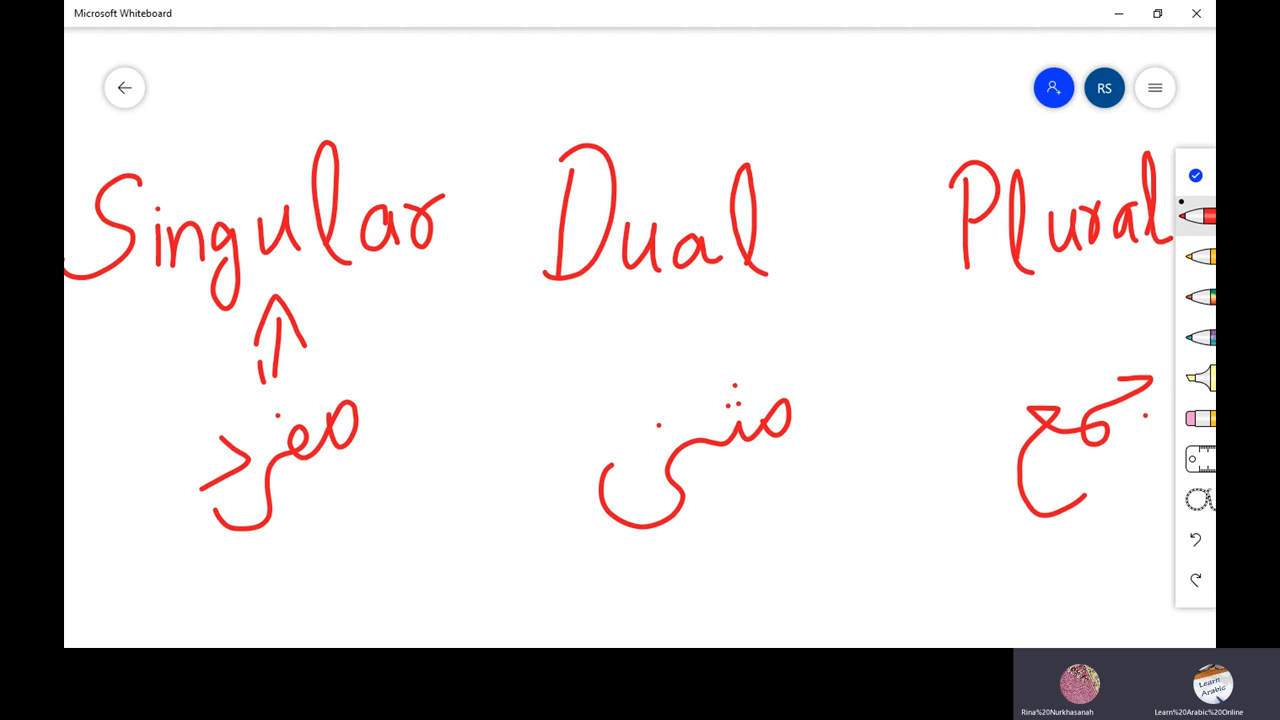 Microsoft Whiteboard
RS
Singular Dual Plural
مفرد مثنى جمع
Learn Arabic
Rina%20Nurkhasanah Learn%20Arabic%20Online